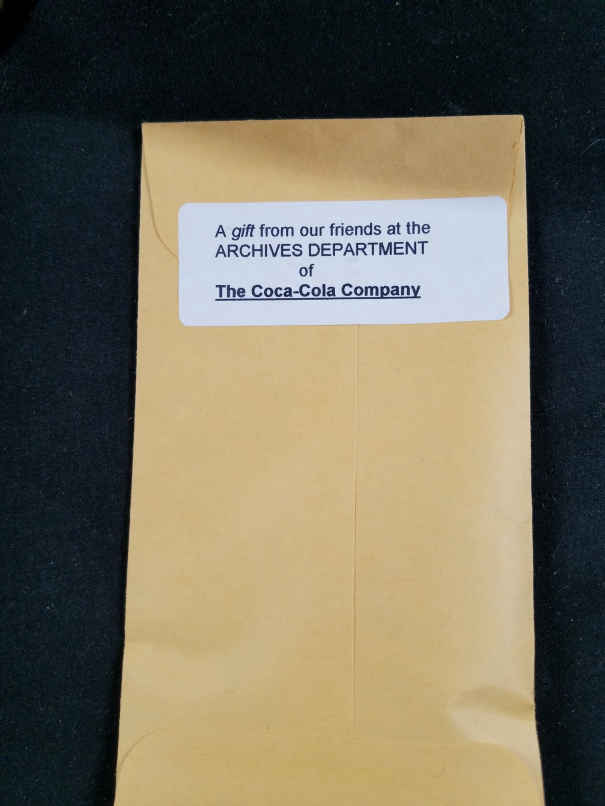 A gift from our friends at the
ARCHIVES DEPARTMENT
of
The Coca-Cola Company